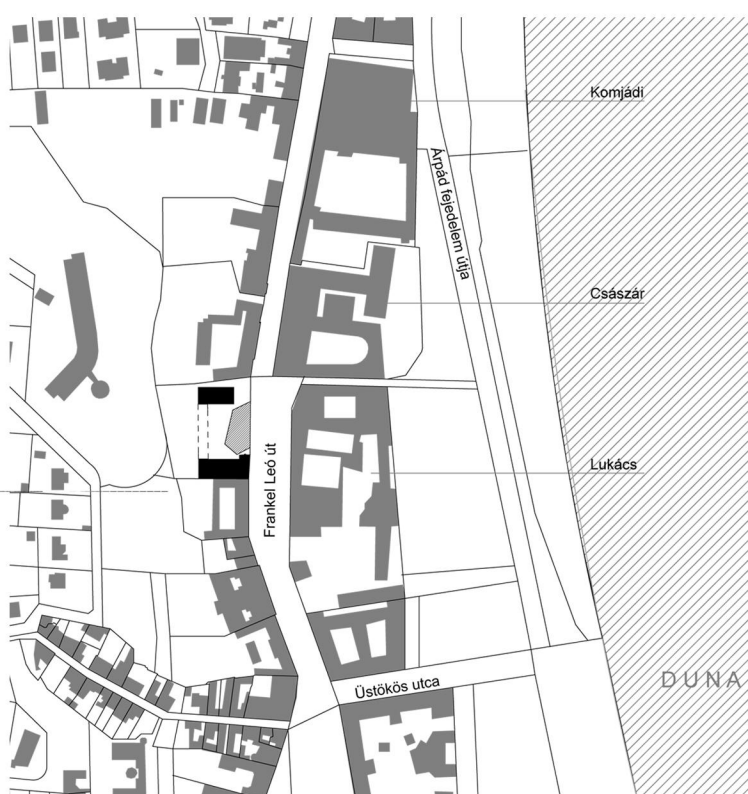 Komjádi
Árpád fejedelem útja
Császár
Lukács
Frankel Leó út
DUNA
Üstökös utca